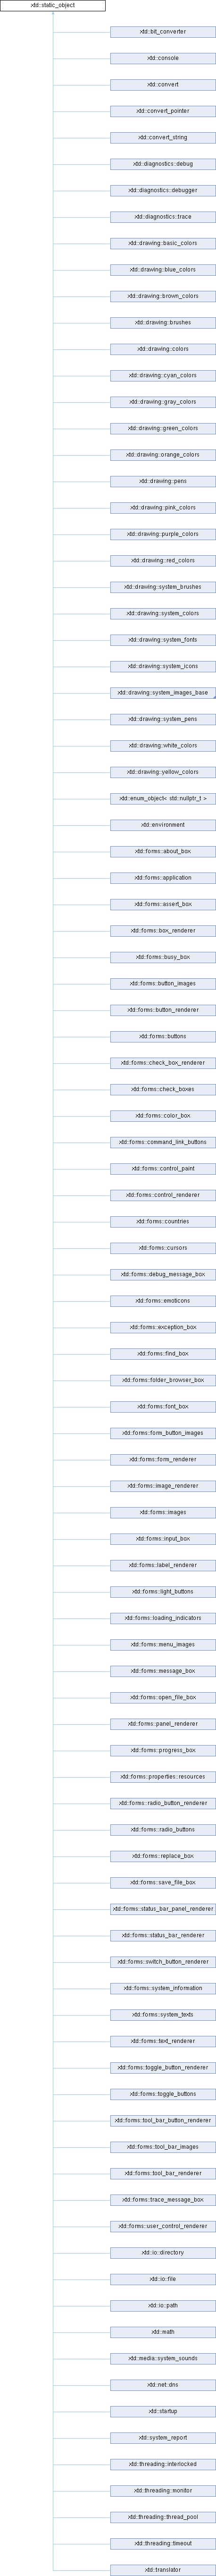 xtd::static_object
xtd::bit_converter
xtd::console
xtd::convert
xtd::convert_pointer
xtd::convert_string
xtd::diagnostics::debug
xtd::diagnostics::debugger
xtd::diagnostics::trace
xtd::drawing::basic_colors
xtd::drawing::blue_colors
xtd::drawing::brown_colors
xtd::drawing::brushes
xtd::drawing::colors
xtd::drawing::cyan_colors
xtd::drawing::gray_colors
xtd::drawing::green_colors
xtd::drawing::orange_colors
xtd::drawing::pens
xtd::drawing::pink_colors
xtd::drawing::purple_colors
xtd::drawing::red_colors
xtd::drawing::system_brushes
xtd::drawing::system_colors
xtd::drawing::system_fonts
xtd::drawing::system_icons
xtd::drawing::system_images_base
xtd::drawing::system_pens
xtd::drawing::white_colors
xtd::drawing::yellow_colors
xtd::enum_object< std::nullptr_t >
xtd::environment
xtd::forms::about_box
xtd::forms::application
xtd::forms::assert_box
xtd::forms::box_renderer
xtd::forms::busy_box
xtd::forms::button_images
xtd::forms::button_renderer
xtd::forms::buttons
xtd::forms::check_box_renderer
xtd::forms::check_boxes
xtd::forms::color_box
xtd::forms::command_link_buttons
xtd::forms::control_paint
xtd::forms::control_renderer
xtd::forms::countries
xtd::forms::cursors
xtd::forms::debug_message_box
xtd::forms::emoticons
xtd::forms::exception_box
xtd::forms::find_box
xtd::forms::folder_browser_box
xtd::forms::font_box
xtd::forms::form_button_images
xtd::forms::form_renderer
xtd::forms::image_renderer
xtd::forms::images
xtd::forms::input_box
xtd::forms::label_renderer
xtd::forms::light_buttons
xtd::forms::loading_indicators
xtd::forms::menu_images
xtd::forms::message_box
xtd::forms::open_file_box
xtd::forms::panel_renderer
xtd::forms::progress_box
xtd::forms::properties::resources
xtd::forms::radio_button_renderer
xtd::forms::radio_buttons
xtd::forms::replace_box
xtd::forms::save_file_box
xtd::forms::status_bar_panel_renderer
xtd::forms::status_bar_renderer
xtd::forms::switch_button_renderer
xtd::forms::system_information
xtd::forms::system_texts
xtd::forms::text_renderer
xtd::forms::toggle_button_renderer
xtd::forms::toggle_buttons
xtd::forms::tool_bar_button_renderer
xtd::forms::tool_bar_images
xtd::forms::tool_bar_renderer
xtd::forms::trace_message_box
xtd::forms::user_control_renderer
xtd::io::directory
xtd::io::file
xtd::io::path
xtd::math
xtd::media::system_sounds
xtd::net::dns
xtd::startup
xtd::system_report
xtd::threading::interlocked
xtd::threading::monitor
xtd::threading::thread_pool
xtd::threading::timeout
xtd::translator